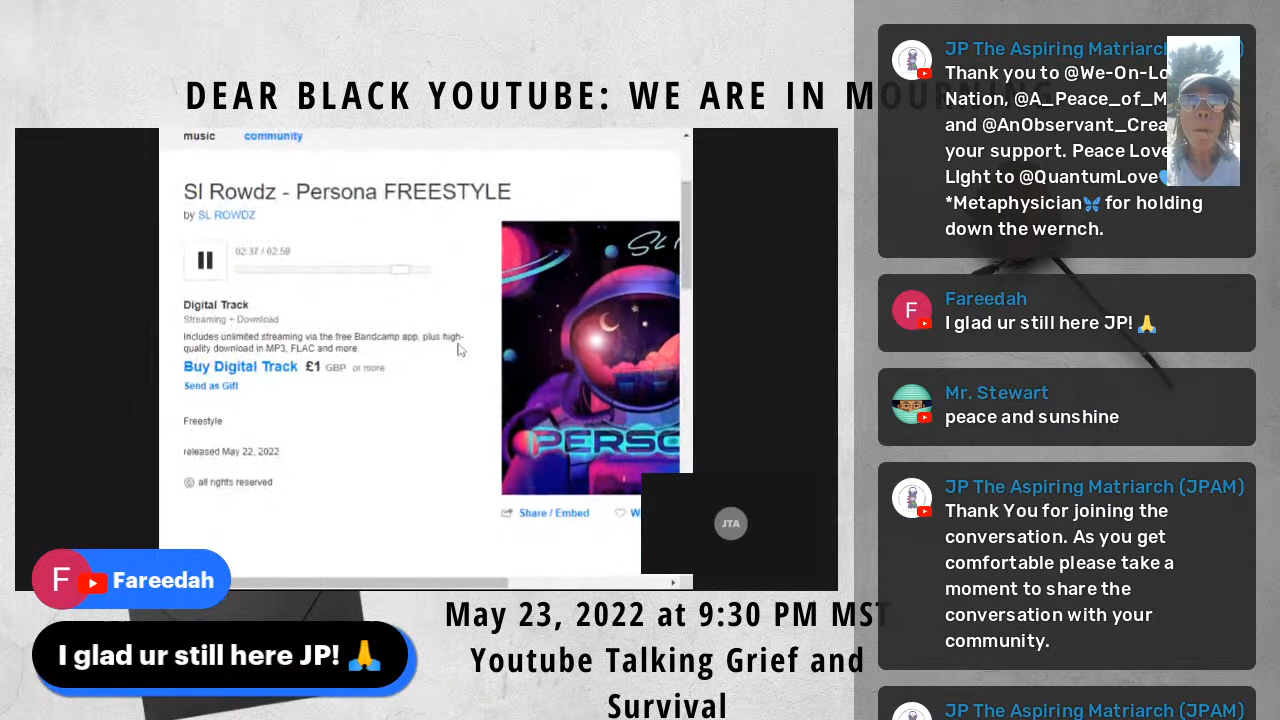 DEAR BLACK YOUTUBE: WE ARE IN MOURNING
music community
Sl Rowdz - Persona FREESTYLE
by SL ROWDZ
02:37 / 02:59
Digital Track
Streaming + Download
Includes unlimited streaming via the free Bandcamp app, plus high-
quality download in MP3, FLAC and more.
Buy Digital Track £1 GBP or more
Send as Gift
Freestyle
released May 22, 2022
all rights reserved
PERSO
Share / Embed
JTA
F Fareedah
I glad ur still here JP! 🙏
May 23, 2022 at 9:30 PM MST
Youtube Talking Grief and
Survival
JP The Aspiring Matriarch
Thank you to @We-On-Lo
Nation, @A_Peace_of_M
and @AnObservant_Crea
your support. Peace Love
LIght to @QuantumLove
*Metaphysician🦋 for holding
down the wernch.
F Fareedah
I glad ur still here JP! 🙏
Mr. Stewart
peace and sunshine
JP The Aspiring Matriarch (JPAM)
Thank You for joining the
conversation. As you get
comfortable please take a
moment to share the
conversation with your
community.
JP The Aspiring Matriarch (JPAM)